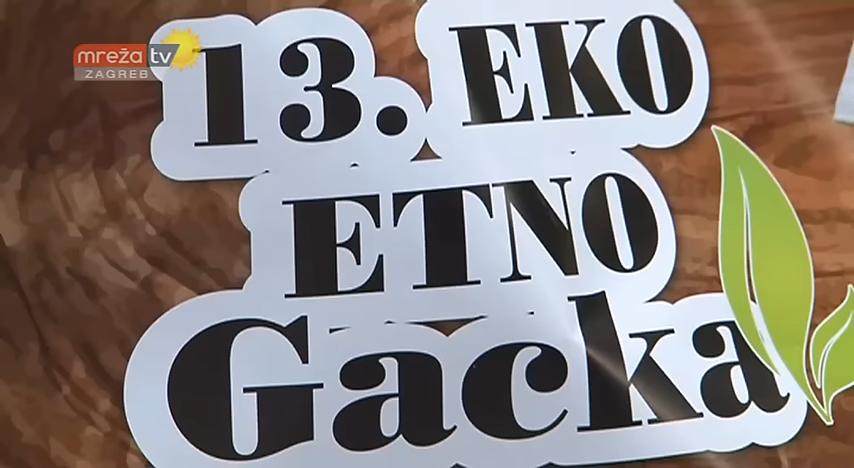 mreža tv
ZAGREB
13. EKO
ETNO
Gacka